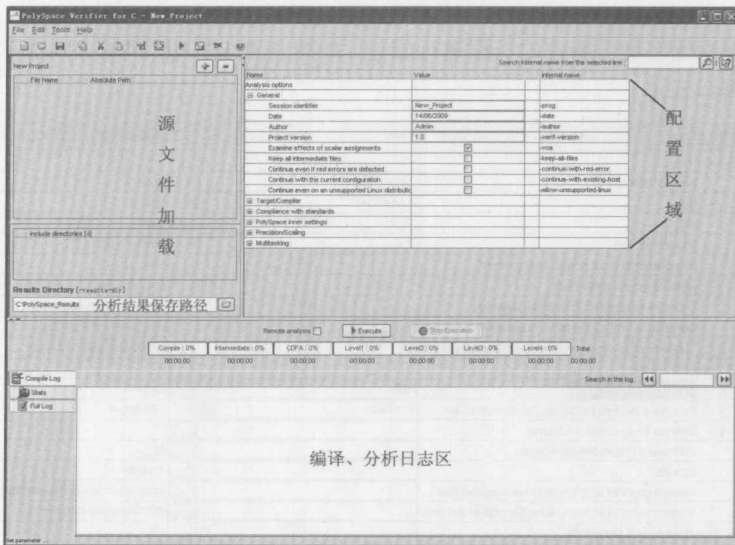 PolySpace Verifier for C - New_Project
File Edit Tools Help
Search internal name from the selected line :
New Project
File Name Absolute Path
源文件加载
include directories [-I]
Results Directory [-results-dir]
C:\PolySpace_Results 分析结果保存路径
Name Value Internal name
Analysis options
General
Session identifier New_Project -prog
Date 14/06/2009 -date
Author Admin -author
Project version 1.0 -verif-version
Examine effects of scalar assignments -voa
Keep all intermediate files -keep-all-files
Continue even if red errors are detected -continue-with-red-error
Continue with the current configuration -continue-with-existing-host
Continue even on an unsupported Linux distributic -allow-unsupported-linux
Target/Compiler
Compliance with standards
PolySpace inner settings
Precision/Scaling
Multitasking
配置区域
Remote analysis Execute Stop Execution
Compile : 0% Intermediate : 0% CDFA : 0% Level1 : 0% Level2 : 0% Level3 : 0% Level4 : 0% Total
00:00:00 00:00:00 00:00:00 00:00:00 00:00:00 00:00:00 00:00:00 00:00:00
Compile Log
Stats
Full Log
Search in the log :
编译、分析日志区
Set parameter ...